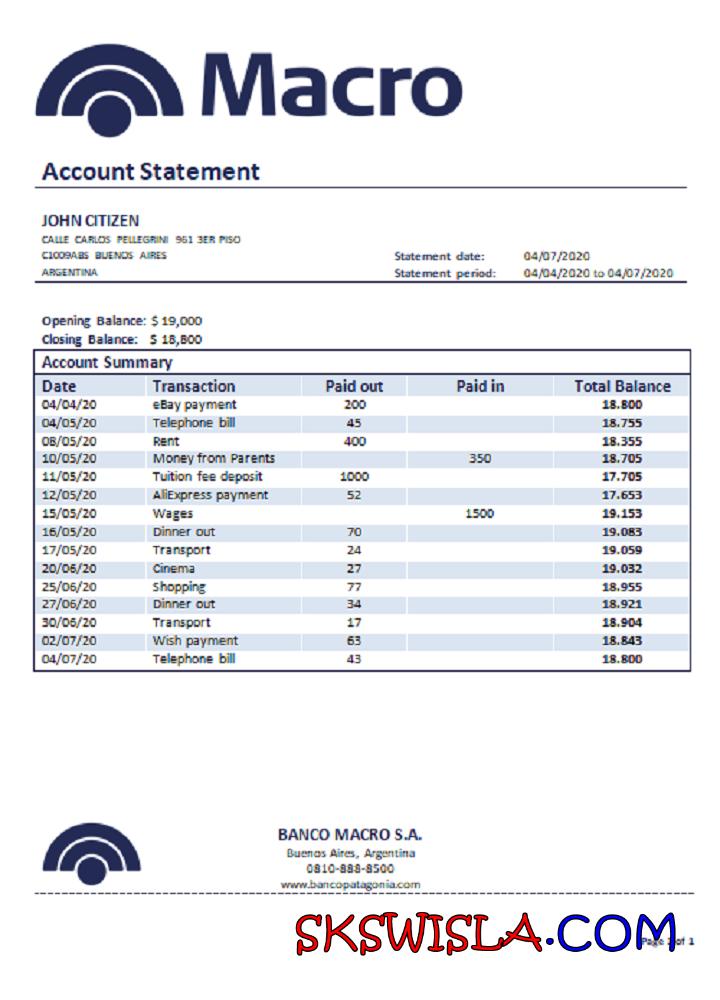 Macro
Account Statement
JOHN CITIZEN
CALLE CARLOS PELLEGRINI 961 3ER PISO
C1009ABS BUENOS AIRES
ARGENTINA
Statement date: 04/07/2020
Statement period: 04/04/2020 to 04/07/2020
Opening Balance: $ 19,000
Closing Balance: $ 18,800
Account Summary
Date Transaction Paid out Paid in Total Balance
04/04/20 eBay payment 200 18.800
04/05/20 Telephone bill 45 18.755
08/05/20 Rent 400 18.355
10/05/20 Money from Parents 350 18.705
11/05/20 Tuition fee deposit 1000 17.705
12/05/20 AliExpress payment 52 17.653
15/05/20 Wages 1500 19.153
16/05/20 Dinner out 70 19.083
17/05/20 Transport 24 19.059
20/06/20 Cinema 27 19.032
25/06/20 Shopping 77 18.955
27/06/20 Dinner out 34 18.921
30/06/20 Transport 17 18.904
02/07/20 Wish payment 63 18.843
04/07/20 Telephone bill 43 18.800
BANCO MACRO S.A.
Buenos Aires, Argentina
0810-888-8500
www.bancopatagonia.com
SKSWISLA.COM
Page of 1